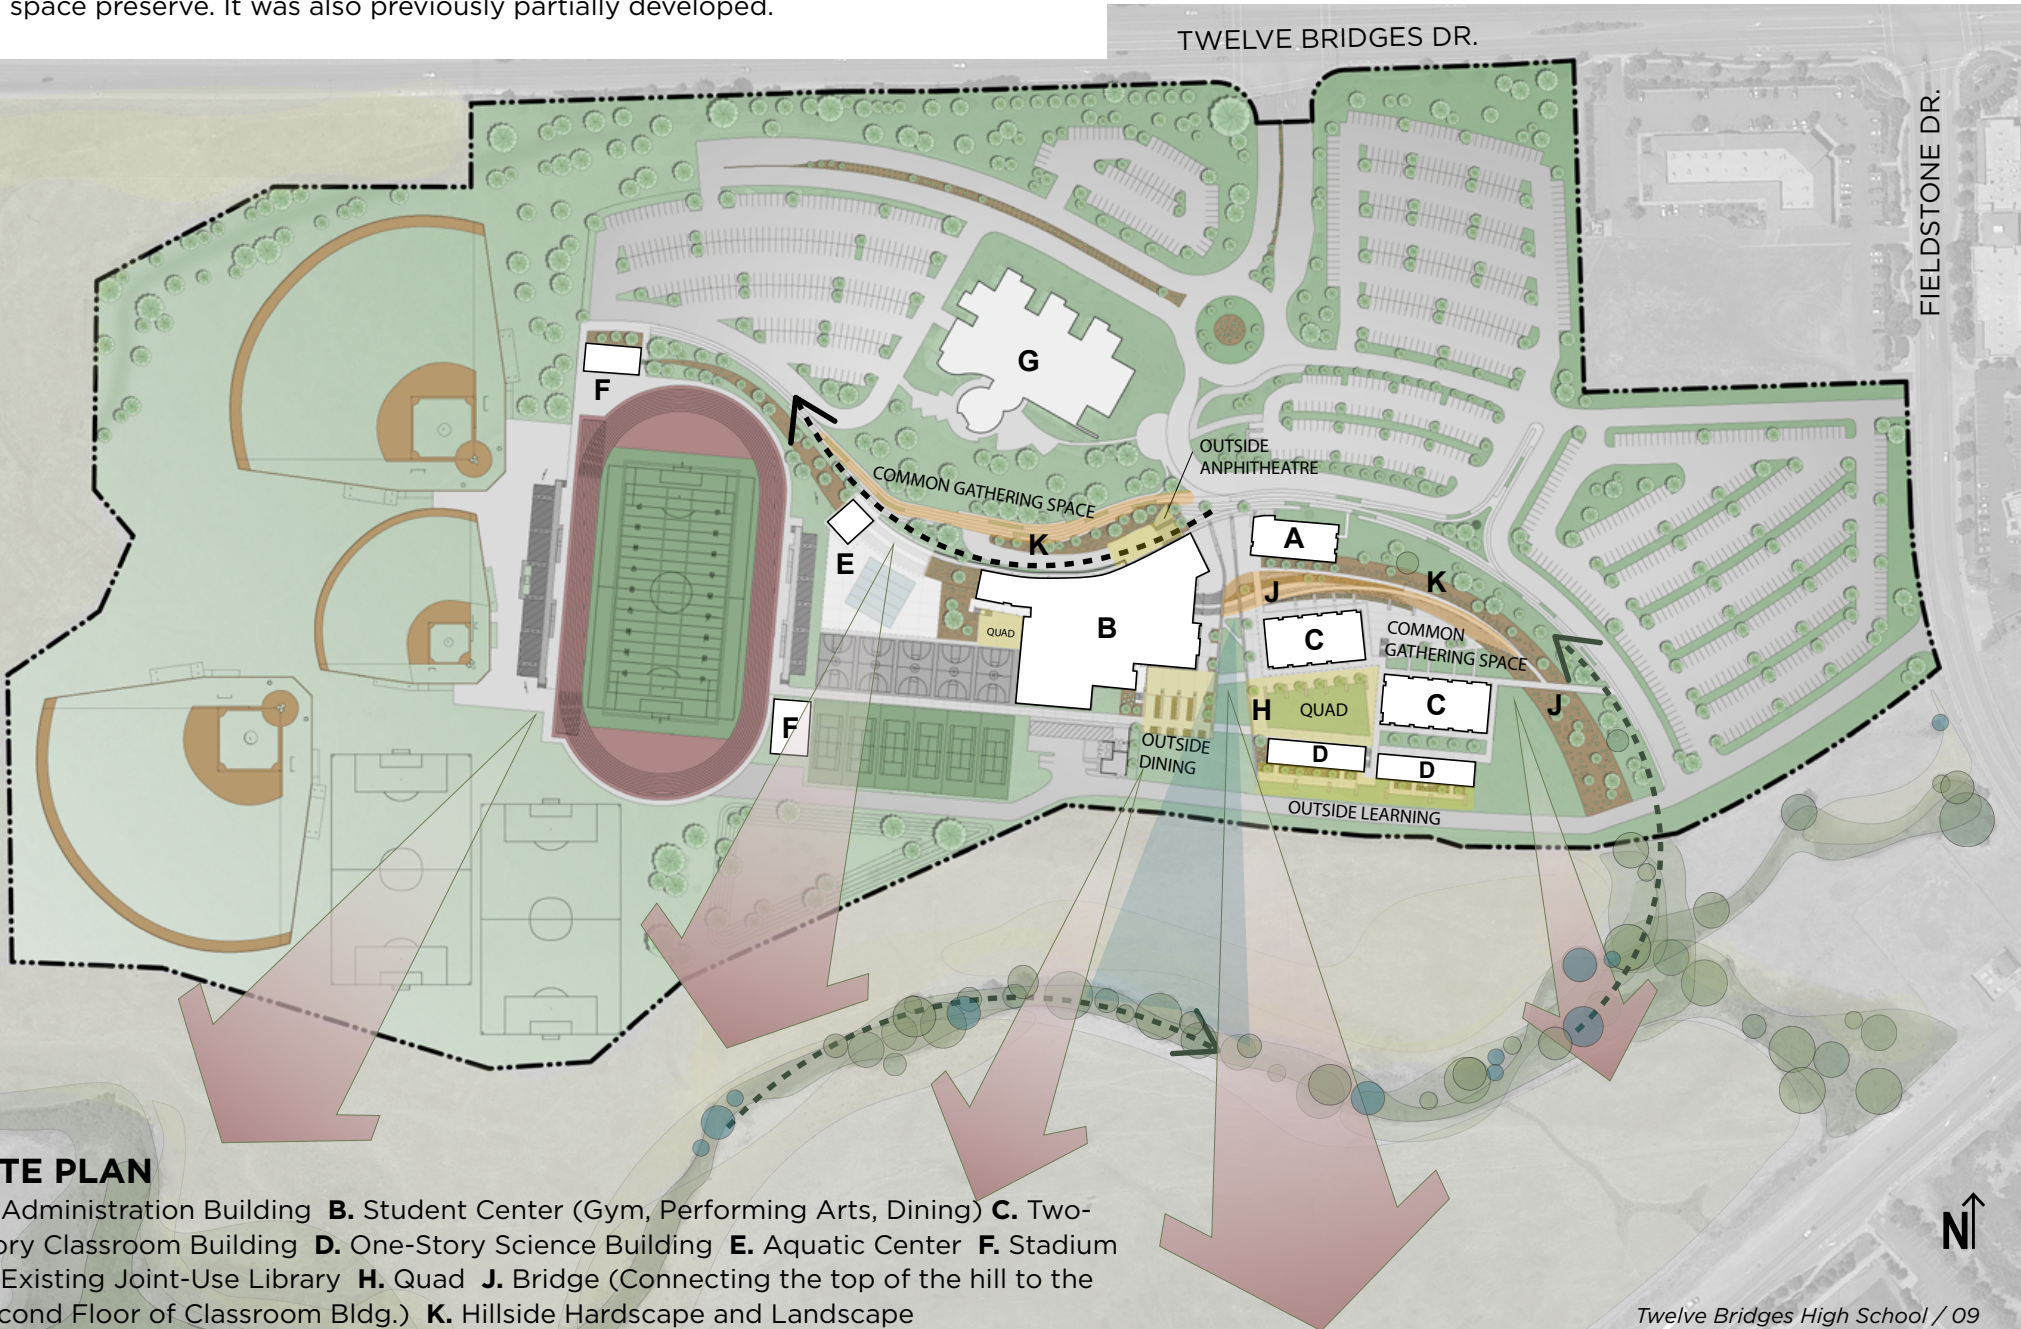 space preserve. It was also previously partially developed.
TWELVE BRIDGES DR.
FIELDSTONE DR.
G
F
OUTSIDE
ANPHITHEATRE
COMMON GATHERING SPACE
K
E
A
J
K
B
QUAD
C
COMMON
GATHERING SPACE
H
QUAD
C
J
F
OUTSIDE
DINING
D
D
OUTSIDE LEARNING
TE PLAN
Administration Building B. Student Center (Gym, Performing Arts, Dining) C. Two-
ory Classroom Building D. One-Story Science Building E. Aquatic Center F. Stadium
Existing Joint-Use Library H. Quad J. Bridge (Connecting the top of the hill to the
cond Floor of Classroom Bldg.) K. Hillside Hardscape and Landscape
N
Twelve Bridges High School / 09